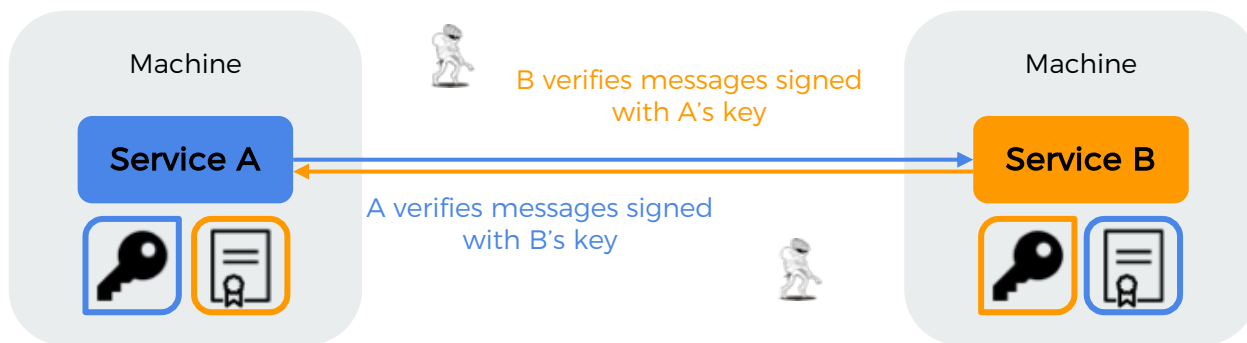 Machine
Service A
B verifies messages signed
with A's key
A verifies messages signed
with B's key
Machine
Service B